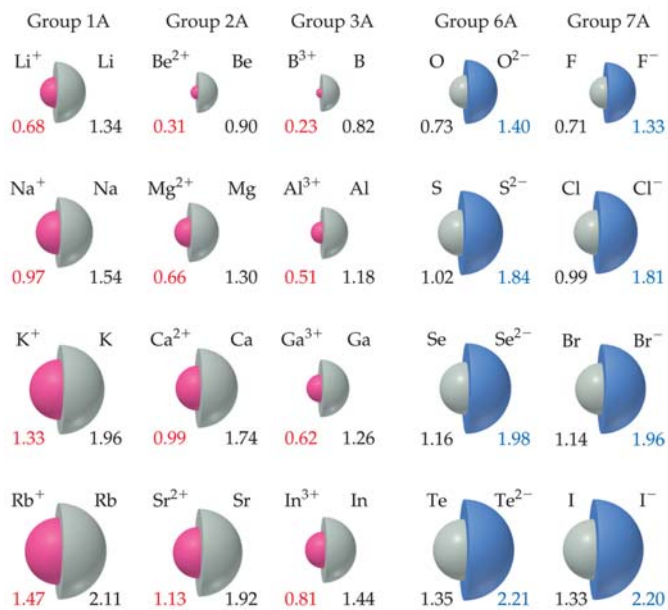 Group 1A Group 2A Group 3A Group 6A Group 7A
Li⁺ Li Be²⁺ Be B³⁺ B O O²⁻ F F⁻
0.68 1.34 0.31 0.90 0.23 0.82 0.73 1.40 0.71 1.33
Na⁺ Na Mg²⁺ Mg Al³⁺ Al S S²⁻ Cl Cl⁻
0.97 1.54 0.66 1.30 0.51 1.18 1.02 1.84 0.99 1.81
K⁺ K Ca²⁺ Ca Ga³⁺ Ga Se Se²⁻ Br Br⁻
1.33 1.96 0.99 1.74 0.62 1.26 1.16 1.98 1.14 1.96
Rb⁺ Rb Sr²⁺ Sr In³⁺ In Te Te²⁻ I I⁻
1.47 2.11 1.13 1.92 0.81 1.44 1.35 2.21 1.33 2.20